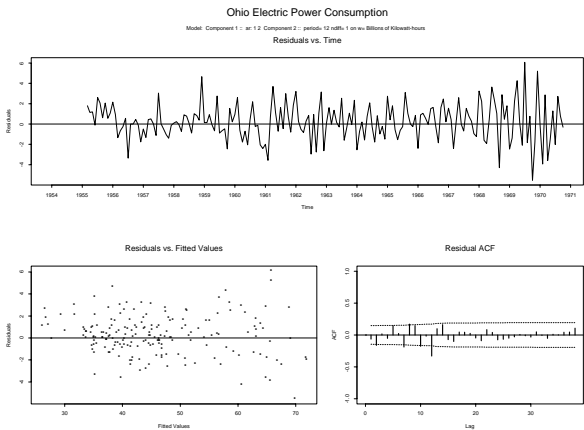 Ohio Electric Power Consumption
Model: Component 1 :: ar: 1 2 Component 2 :: period= 12 ndiff= 1 on w= Billions of Kilowatt-hours
Residuals vs. Time
Residuals
6
4
2
0
-2
-4
1954 1955 1956 1957 1958 1959 1960 1961 1962 1963 1964 1965 1966 1967 1968 1969 1970 1971
Time
Residuals vs. Fitted Values
Residuals
6
4
2
0
-2
-4
30 40 50 60 70
Fitted Values
Residual ACF
ACF
1.0
0.5
0.0
-0.5
-1.0
0 10 20 30
Lag